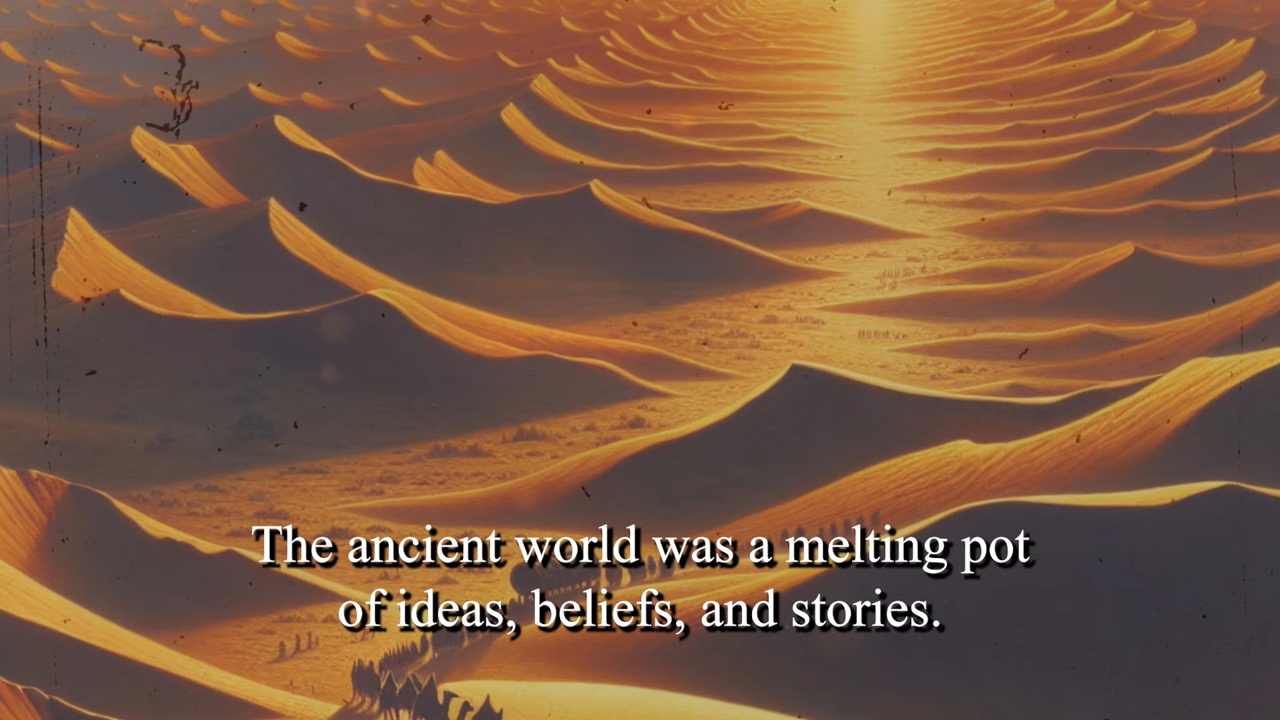 The ancient world was a melting pot
of ideas, beliefs, and stories.